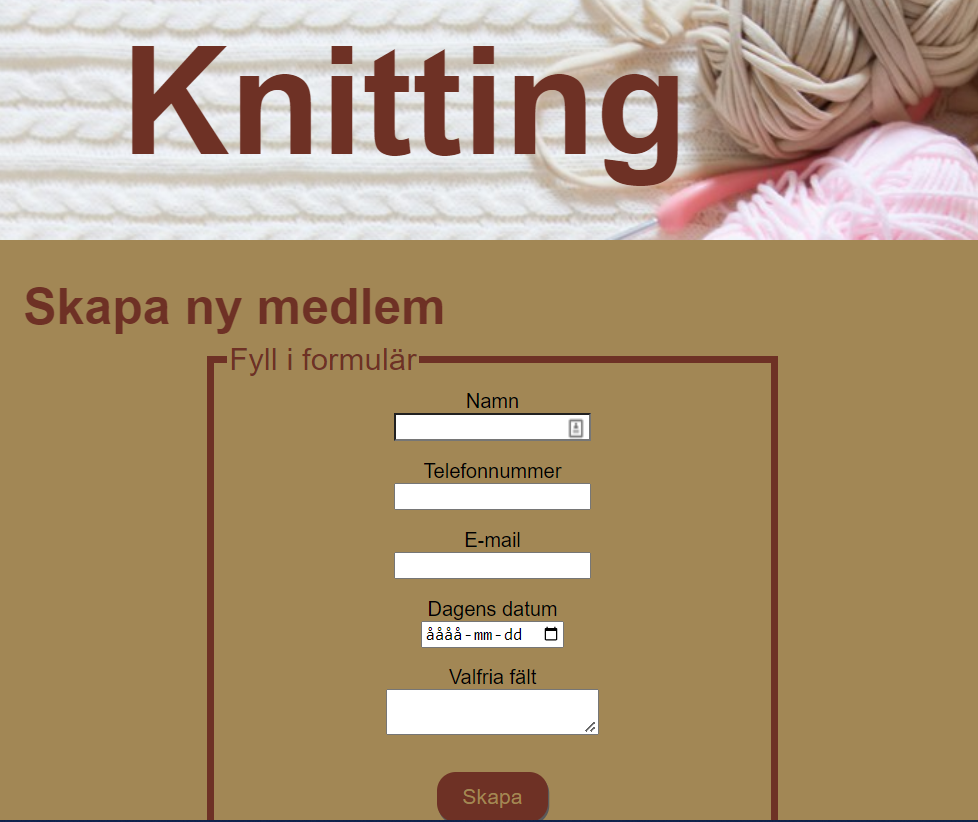 Knitting
Skapa ny medlem
Fyll i formulär
Namn
Telefonnummer
E-mail
Dagens datum
åååå-mm-dd
Valfria fält
Skapa